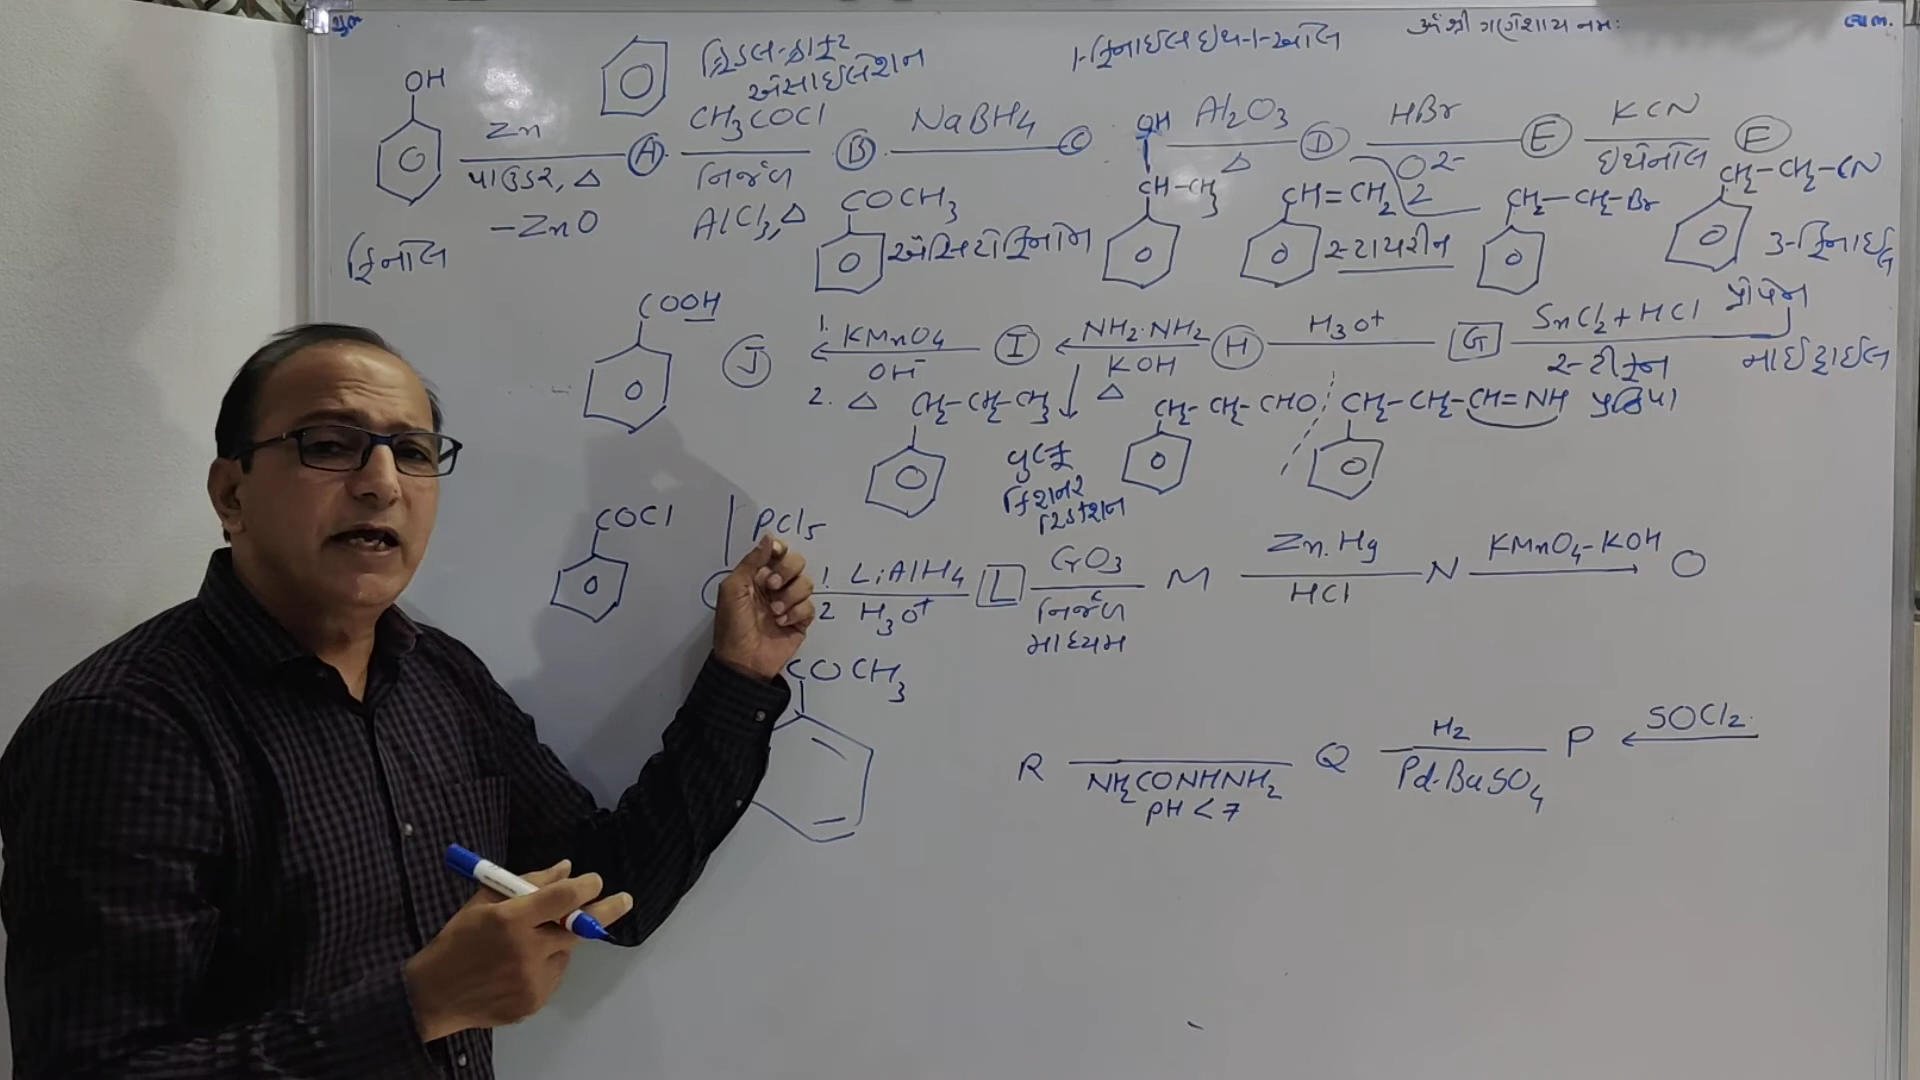 ૐ શ્રી ગણેશાય નમઃ
OH
ફ્રિડલ-ક્રાફ્ટ
એસાઇલેશન
1-ફિનાઇલ ઇથ-1-ઓલ
Zn
પાઉડર, △
-ZnO
A
CH3COCl
નિર્જળ
AlCl3, △
B
NaBH4
C
OH
CH-CH3
Al2O3
△
D
HBr
O2-2
E
KCN
ઇથેનોલ
F
ફિનોલ
COCH3
એસિટોફિનોન
CH=CH2
સ્ટાયરીન
CH2-CH2-Br
CH2-CH2-CN
3-ફિનાઇલ
પ્રોપેન
નાઇટ્રાઇલ
COOH
J
1. KMnO4
OH-
2. △
I
NH2.NH2
KOH
△
H
H3O+
G
SnCl2+HCl
સ્ટીફન
CH2-CH2-CH3
CH2-CH2-CHO
CH2-CH2-CH=NH
વુલ્ફ
કિશનર
રિડક્શન
COCl
PCl5
1. LiAlH4
2 H3O+
L
CrO3
નિર્જળ
માધ્યમ
M
Zn.Hg
HCl
N
KMnO4-KOH
O
COCH3
R
NH2CONHNH2
PH<7
Q
H2
Pd-BaSO4
P
SOCl2